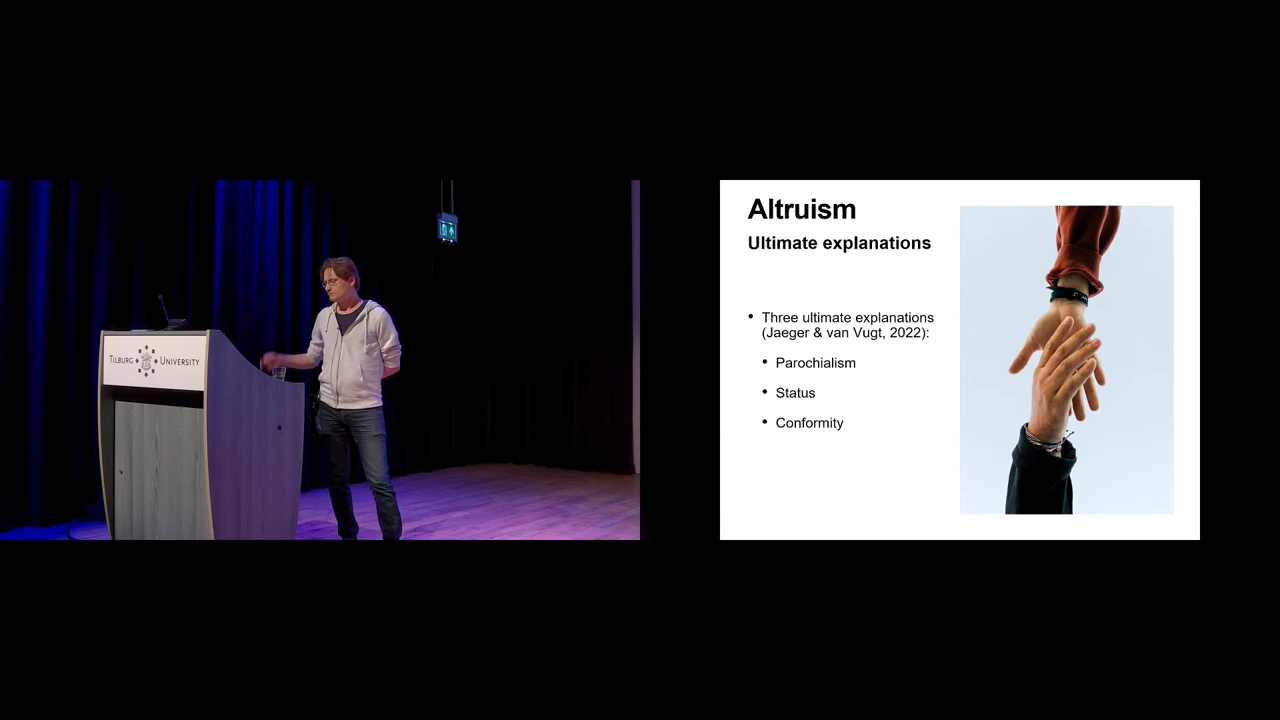 TILBURG UNIVERSITY
Altruism
Ultimate explanations
• Three ultimate explanations
(Jaeger & van Vugt, 2022):
• Parochialism
• Status
• Conformity